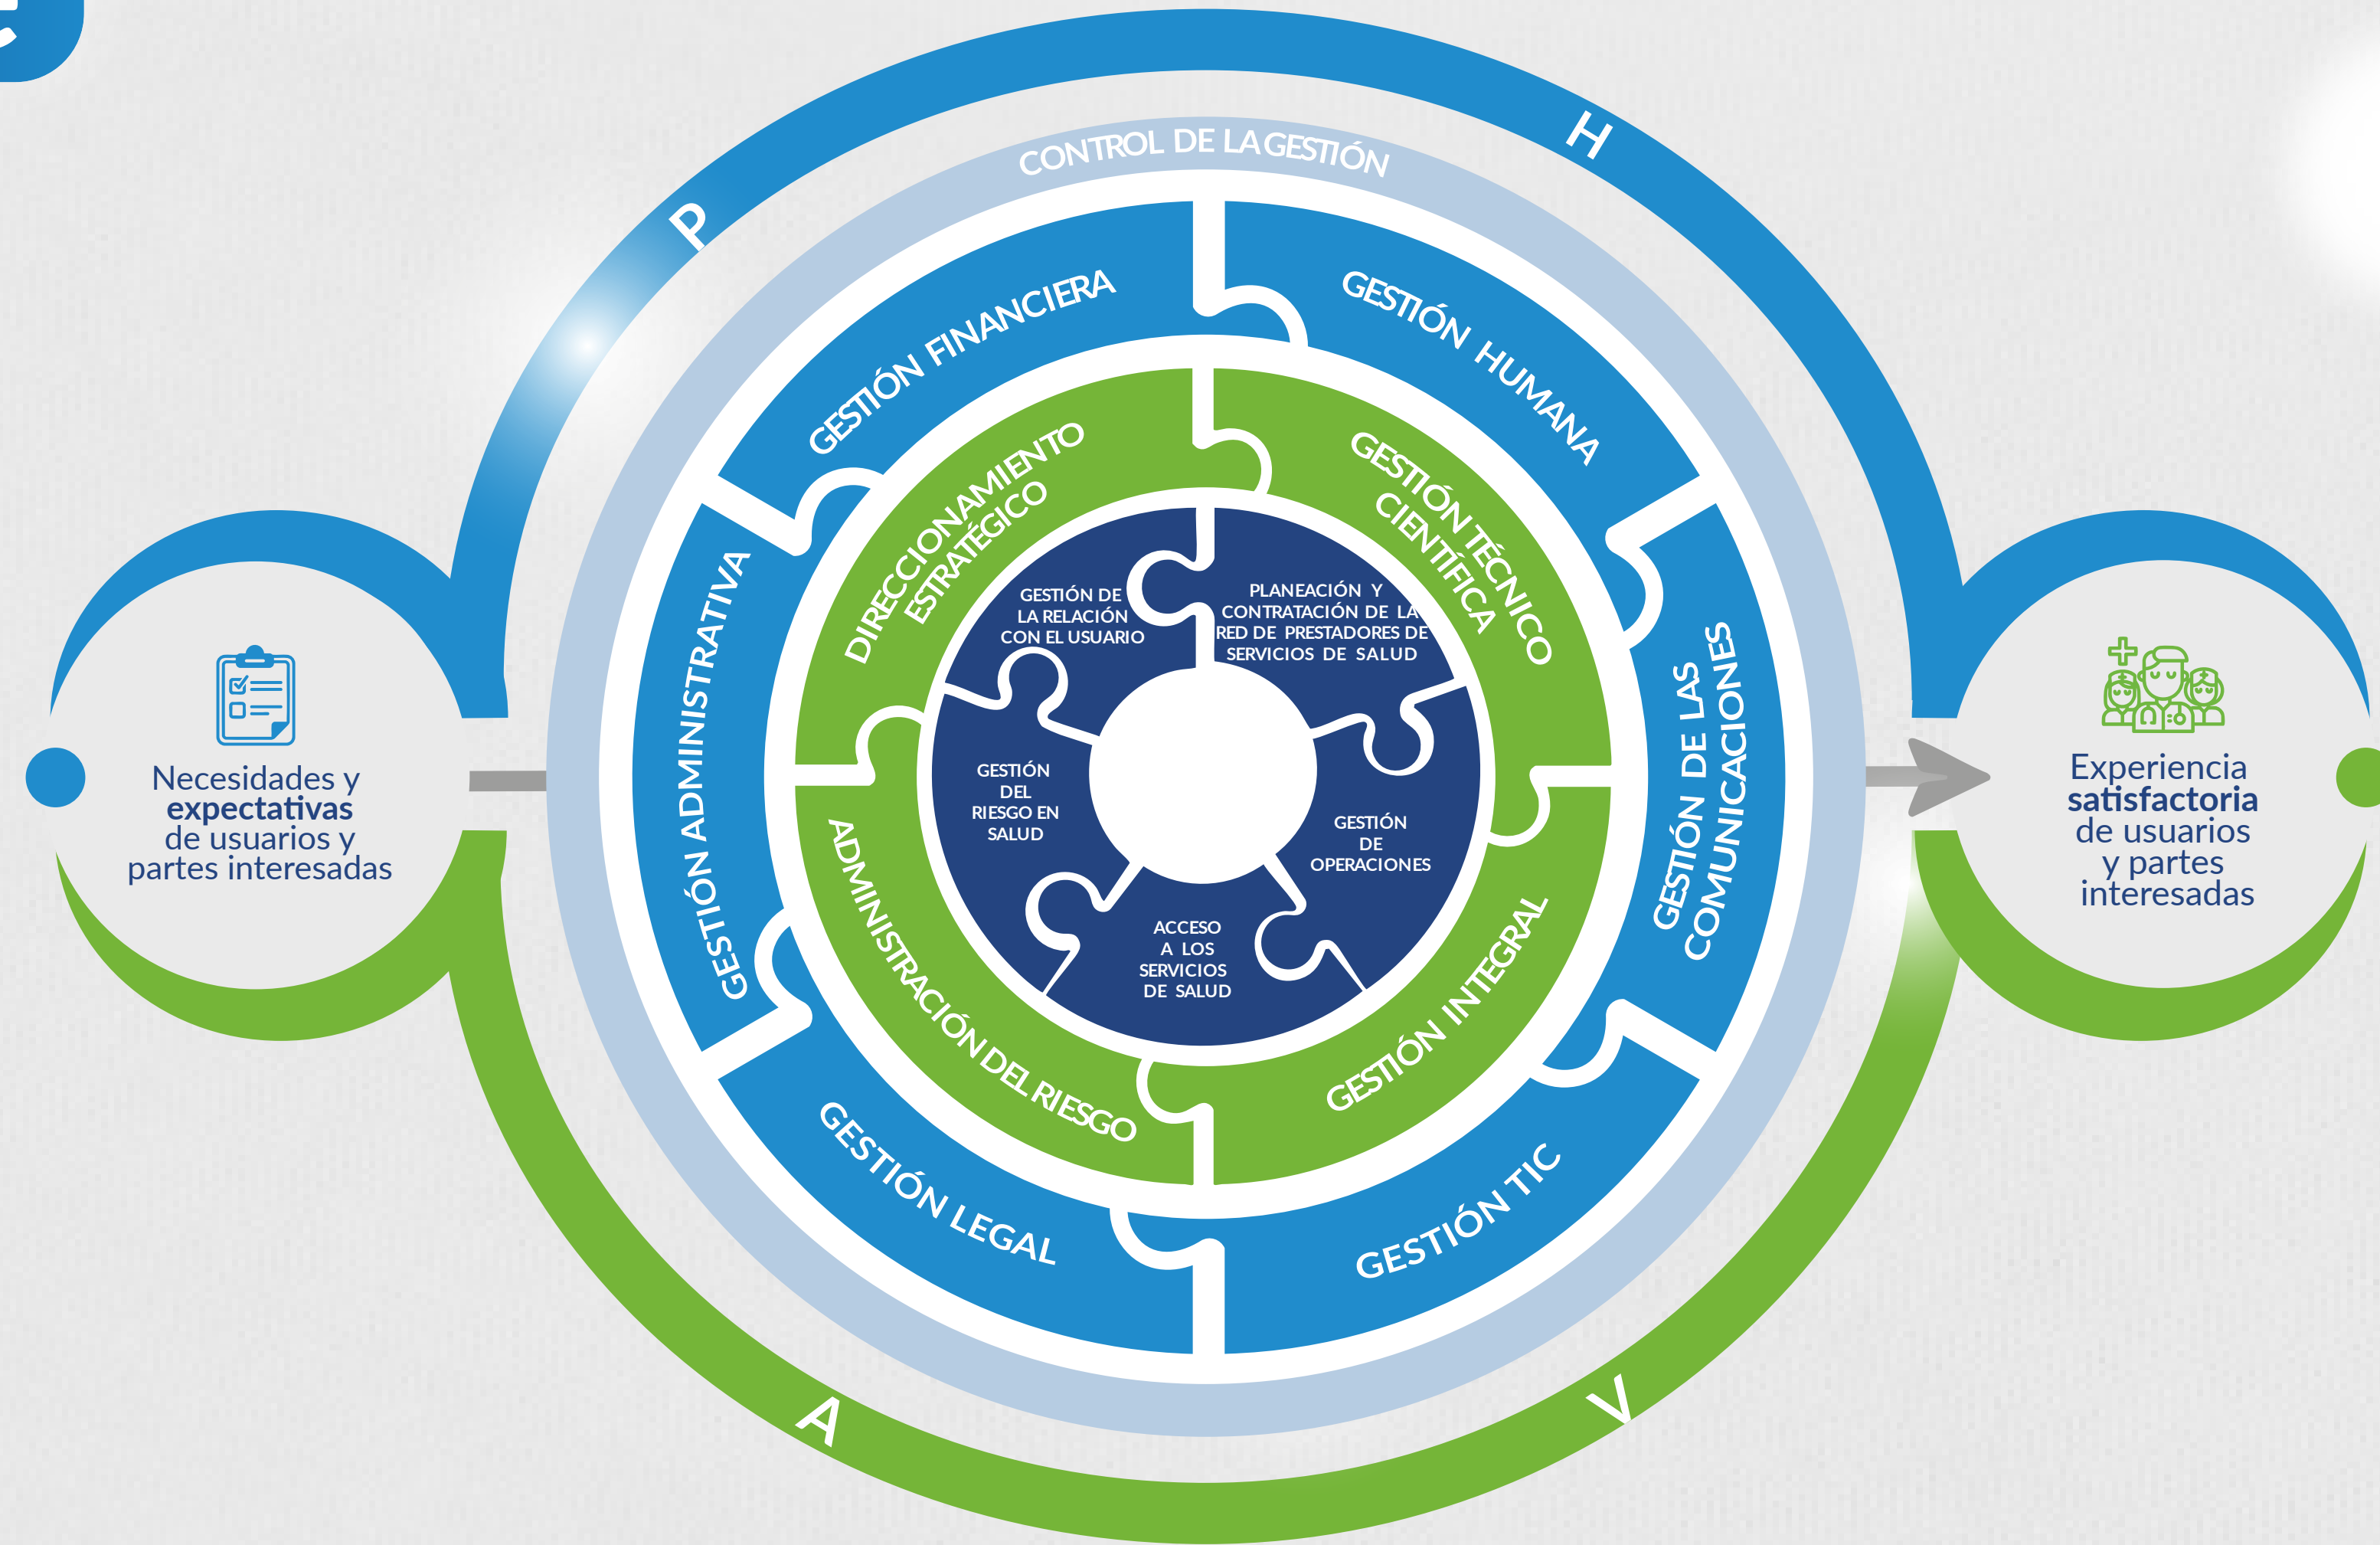 P
H
CONTROL DE LA GESTIÓN
GESTIÓN FINANCIERA
GESTIÓN HUMANA
GESTIÓN DE LAS
COMUNICACIONES
GESTIÓN TIC
GESTIÓN LEGAL
GESTIÓN ADMINISTRATIVA
DIRECCIONAMIENTO
ESTRATÉGICO
GESTIÓN TÉCNICO
CIENTÍFICA
GESTIÓN INTEGRAL
ADMINISTRACIÓN DEL RIESGO
GESTIÓN DE
LA RELACIÓN
CON EL USUARIO
PLANEACIÓN Y
CONTRATACIÓN DE LA
RED DE PRESTADORES DE
SERVICIOS DE SALUD
GESTIÓN
DE
OPERACIONES
ACCESO
A LOS
SERVICIOS
DE SALUD
GESTIÓN
DEL
RIESGO EN
SALUD
Necesidades y
expectativas
de usuarios y
partes interesadas
Experiencia
satisfactoria
de usuarios
y partes
interesadas
A
V